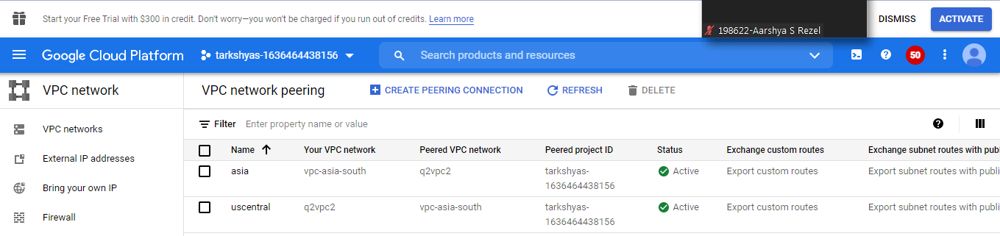 Start your Free Trial with $300 in credit. Don't worry—you won't be charged if you run out of credits. Learn more
198622-Aarshya S Rezel
DISMISS
ACTIVATE
Google Cloud Platform
tarkshyas-1636464438156
Search products and resources
50
VPC network
VPC network peering
CREATE PEERING CONNECTION
REFRESH
DELETE
VPC networks
External IP addresses
Bring your own IP
Firewall
Filter Enter property name or value
Name Your VPC network Peered VPC network Peered project ID Status Exchange custom routes Exchange subnet routes with publ
asia vpc-asia-south q2vpc2 tarkshyas- Active Export custom routes Export subnet routes with publi
1636464438156
uscentral q2vpc2 vpc-asia-south tarkshyas- Active Export custom routes Export subnet routes with publi
1636464438156